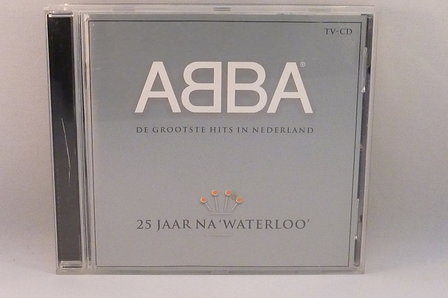 TV-CD
ABBA®
DE GROOTSTE HITS IN NEDERLAND
25 JAAR NA 'WATERLOO'